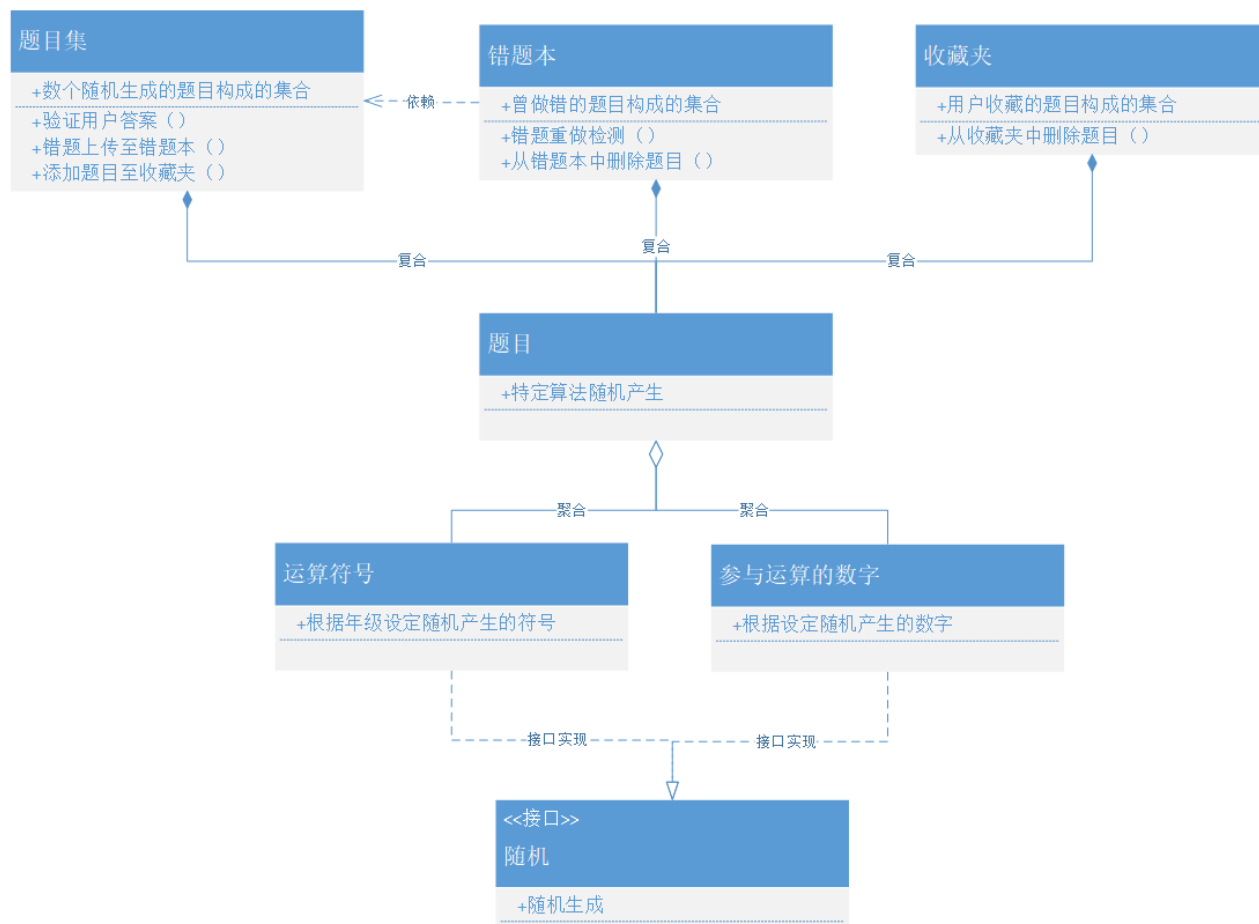 题目集
+数个随机生成的题目构成的集合
+验证用户答案（）
+错题上传至错题本（）
+添加题目至收藏夹（）
依赖
错题本
+曾做错的题目构成的集合
+错题重做检测（）
+从错题本中删除题目（）
收藏夹
+用户收藏的题目构成的集合
+从收藏夹中删除题目（）
复合
复合
复合
题目
+特定算法随机产生
聚合
聚合
运算符号
+根据年级设定随机产生的符号
参与运算的数字
+根据设定随机产生的数字
接口实现
接口实现
<<接口>>
随机
+随机生成